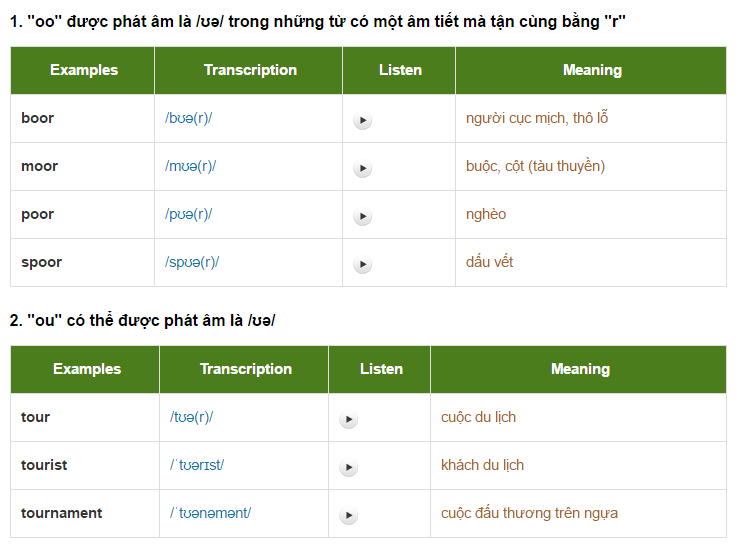 1. "oo" được phát âm là /ʊə/ trong những từ có một âm tiết mà tận cùng bằng "r"
Examples Transcription Listen Meaning
boor /bʊə(r)/ người cục mịch, thô lỗ
moor /mʊə(r)/ buộc, cột (tàu thuyền)
poor /pʊə(r)/ nghèo
spoor /spʊə(r)/ dấu vết
2. "ou" có thể được phát âm là /ʊə/
Examples Transcription Listen Meaning
tour /tʊə(r)/ cuộc du lịch
tourist /ˈtʊərɪst/ khách du lịch
tournament /ˈtʊənəmənt/ cuộc đấu thương trên ngựa